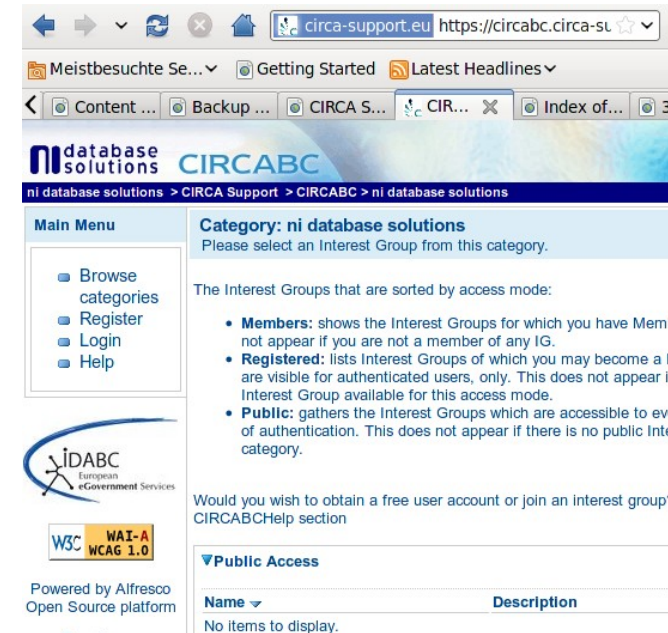 circa-support.eu https://circabc.circa-su
Meistbesuchte Se... Getting Started Latest Headlines
Content ... Backup ... CIRCA S... CIR... Index of... 3
ni database solutions CIRCABC
ni database solutions > CIRCA Support > CIRCABC > ni database solutions
Main Menu
Browse categories
Register
Login
Help
iDABC
European
eGovernment Services
W3C WAI-A
WCAG 1.0
Powered by Alfresco
Open Source platform
Category: ni database solutions
Please select an Interest Group from this category.
The Interest Groups that are sorted by access mode:
• Members: shows the Interest Groups for which you have Mem
not appear if you are not a member of any IG.
• Registered: lists Interest Groups of which you may become a
are visible for authenticated users, only. This does not appear i
Interest Group available for this access mode.
• Public: gathers the Interest Groups which are accessible to ev
of authentication. This does not appear if there is no public Inte
category.
Would you wish to obtain a free user account or join an interest group?
CIRCABCHelp section
Public Access
Name Description
No items to display.